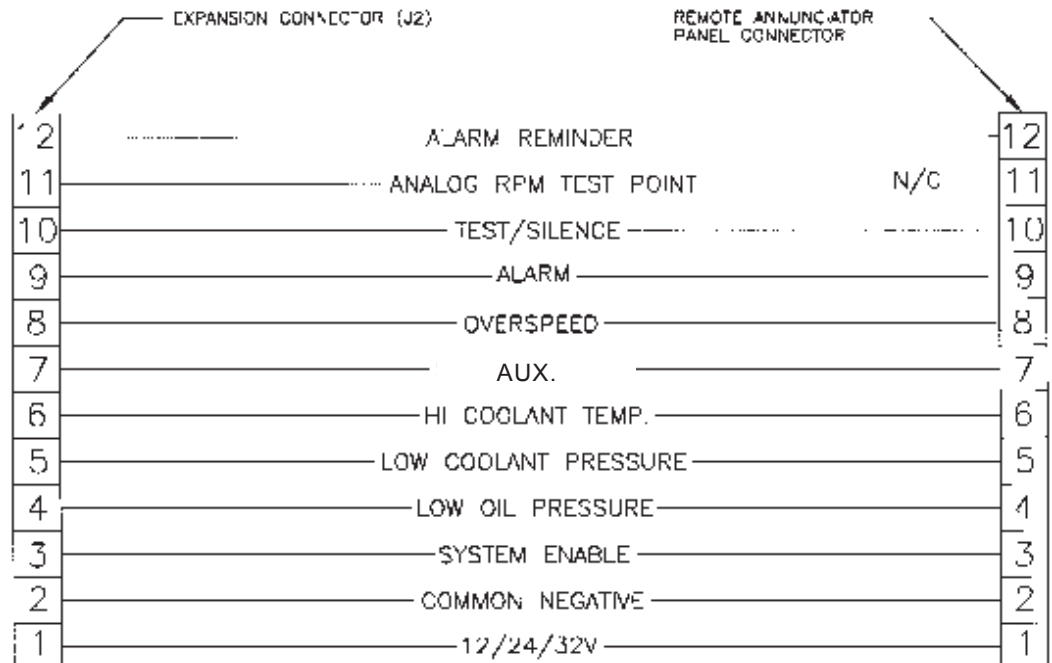 EXPANSION CONNECTOR (J2)
REMOTE ANNUNCIATOR
PANEL CONNECTOR
12 ALARM REMINDER 12
11 ANALOG RPM TEST POINT N/C 11
10 TEST/SILENCE 10
9 ALARM 9
8 OVERSPEED 8
7 AUX. 7
6 HI COOLANT TEMP. 6
5 LOW COOLANT PRESSURE 5
4 LOW OIL PRESSURE 4
3 SYSTEM ENABLE 3
2 COMMON NEGATIVE 2
1 12/24/32V 1